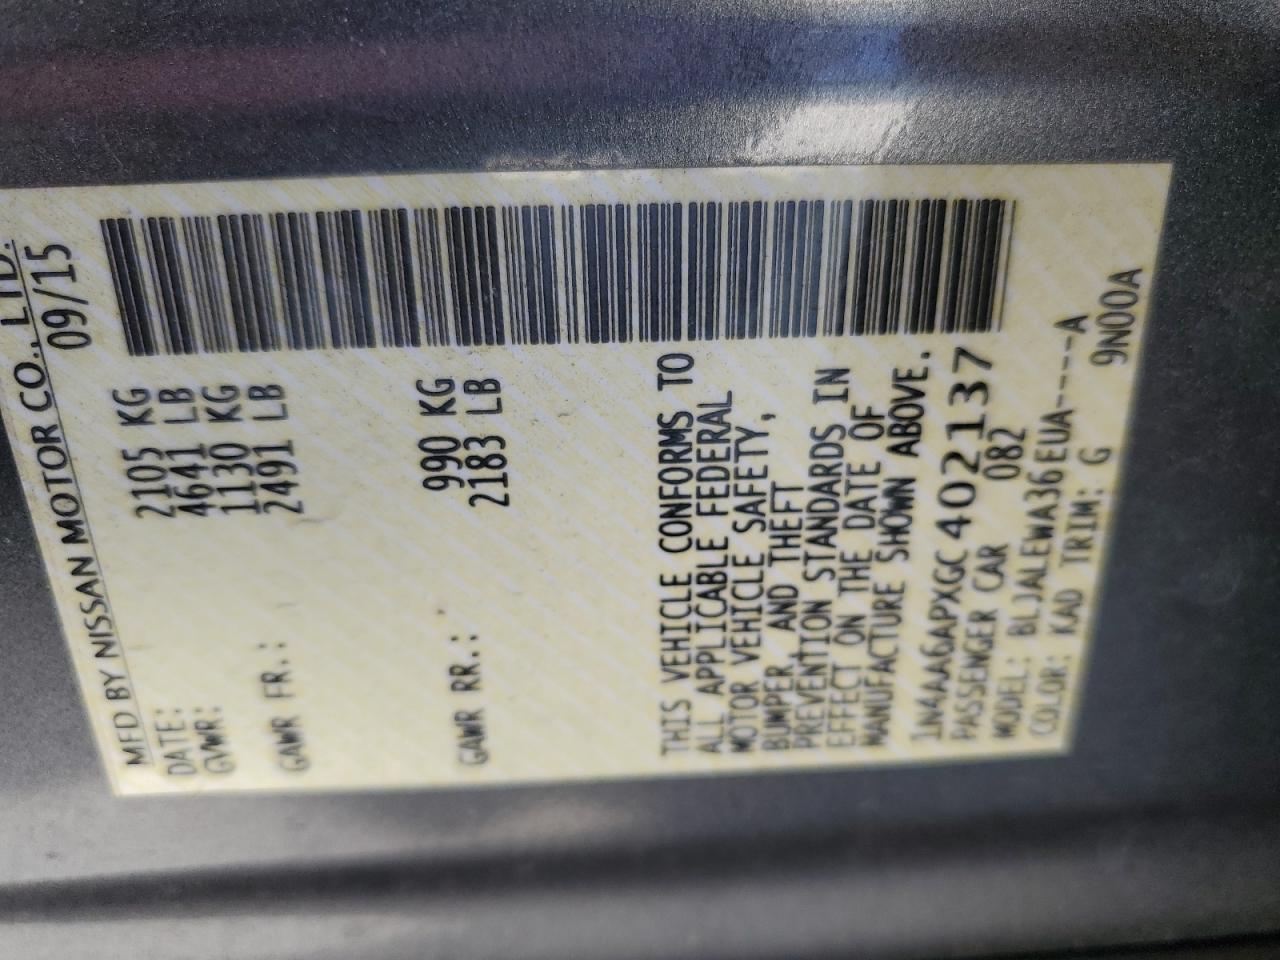 MFD BY NISSAN MOTOR CO., LTD.
DATE: 09/15
GVWR: 2105 KG
4641 LB
GAWR FR.: 1130 KG
2491 LB
GAWR RR.: 990 KG
2183 LB
THIS VEHICLE CONFORMS TO
ALL APPLICABLE FEDERAL
MOTOR VEHICLE SAFETY,
BUMPER, AND THEFT
PREVENTION STANDARDS IN
EFFECT ON THE DATE OF
MANUFACTURE SHOWN ABOVE.
1N4AA6APXGC402137
PASSENGER CAR 082
MODEL: BLJALEWA36EUA----A
COLOR: KAD TRIM: G 9N00A